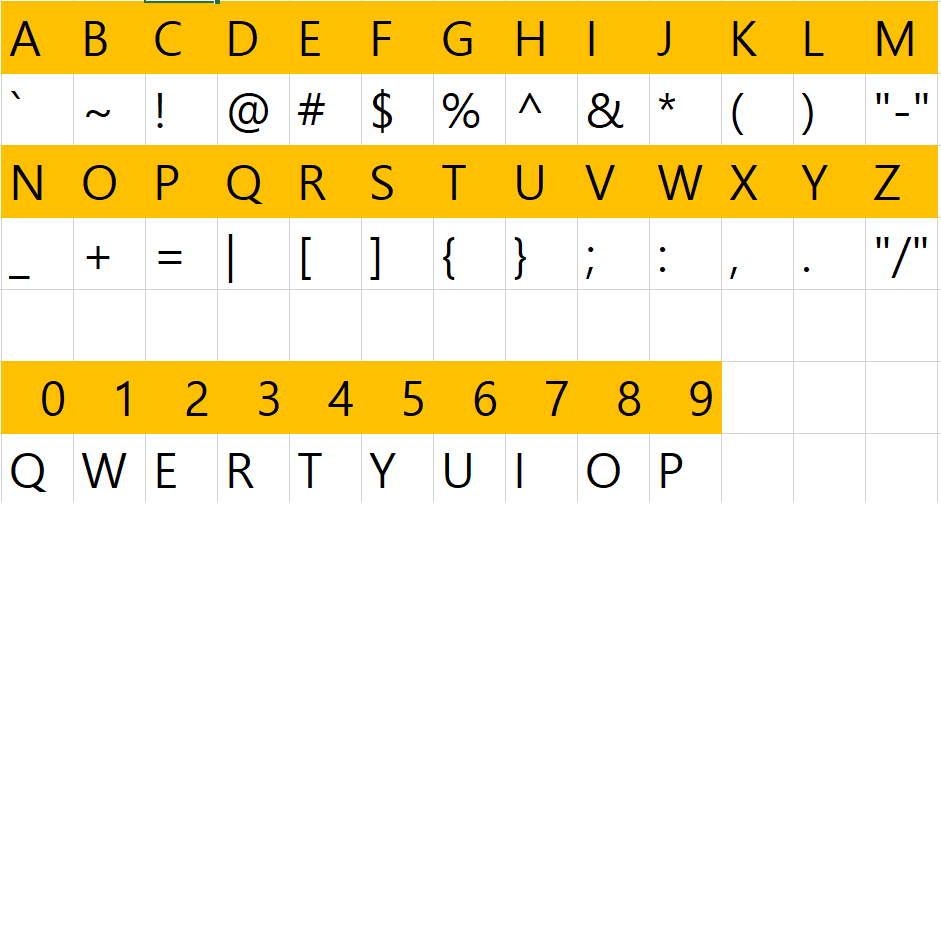 A B C D E F G H I J K L M
` ~ ! @ # $ % ^ & * ( ) "-"
N O P Q R S T U V W X Y Z
_ + = | [ ] { } ; : , . "/"
0 1 2 3 4 5 6 7 8 9
Q W E R T Y U I O P